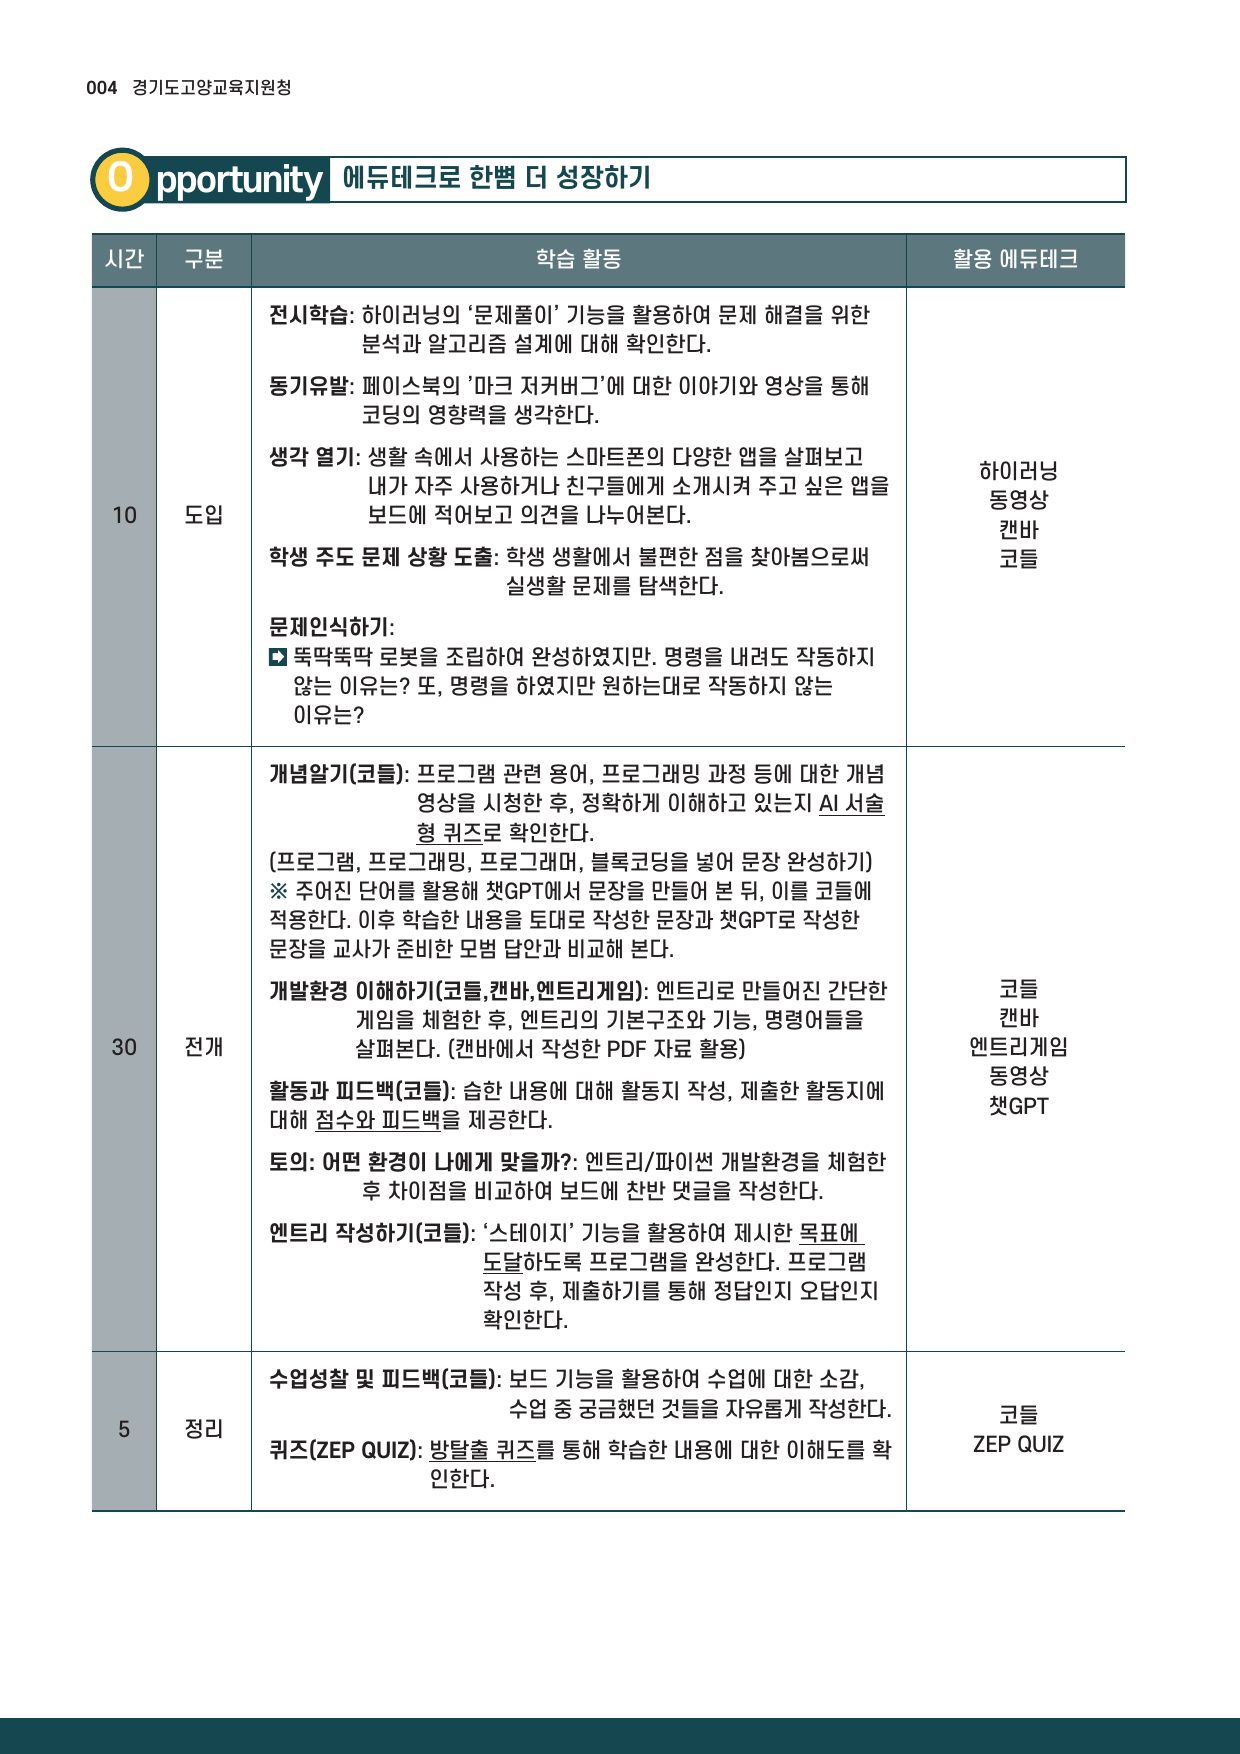 004 경기도고양교육지원청
Opportunity 에듀테크로 한뼘 더 성장하기
시간 구분 학습 활동 활용 에듀테크
10
도입
전시학습: 하이러닝의 ‘문제풀이’ 기능을 활용하여 문제 해결을 위한
분석과 알고리즘 설계에 대해 확인한다.
동기유발: 페이스북의 ’마크 저커버그’에 대한 이야기와 영상을 통해
코딩의 영향력을 생각한다.
생각 열기: 생활 속에서 사용하는 스마트폰의 다양한 앱을 살펴보고
내가 자주 사용하거나 친구들에게 소개시켜 주고 싶은 앱을
보드에 적어보고 의견을 나누어본다.
학생 주도 문제 상황 도출: 학생 생활에서 불편한 점을 찾아봄으로써
실생활 문제를 탐색한다.
문제인식하기:
뚝딱뚝딱 로봇을 조립하여 완성하였지만. 명령을 내려도 작동하지
않는 이유는? 또, 명령을 하였지만 원하는대로 작동하지 않는
이유는?
하이러닝
동영상
캔바
코들
30
전개
개념알기(코들): 프로그램 관련 용어, 프로그래밍 과정 등에 대한 개념
영상을 시청한 후, 정확하게 이해하고 있는지 AI 서술
형 퀴즈로 확인한다.
(프로그램, 프로그래밍, 프로그래머, 블록코딩을 넣어 문장 완성하기)
※ 주어진 단어를 활용해 챗GPT에서 문장을 만들어 본 뒤, 이를 코들에
적용한다. 이후 학습한 내용을 토대로 작성한 문장과 챗GPT로 작성한
문장을 교사가 준비한 모범 답안과 비교해 본다.
개발환경 이해하기(코들,캔바,엔트리게임): 엔트리로 만들어진 간단한
게임을 체험한 후, 엔트리의 기본구조와 기능, 명령어들을
살펴본다. (캔바에서 작성한 PDF 자료 활용)
활동과 피드백(코들): 습한 내용에 대해 활동지 작성, 제출한 활동지에
대해 점수와 피드백을 제공한다.
토의: 어떤 환경이 나에게 맞을까?: 엔트리/파이썬 개발환경을 체험한
후 차이점을 비교하여 보드에 찬반 댓글을 작성한다.
엔트리 작성하기(코들): ‘스테이지’ 기능을 활용하여 제시한 목표에
도달하도록 프로그램을 완성한다. 프로그램
작성 후, 제출하기를 통해 정답인지 오답인지
확인한다.
코들
캔바
엔트리게임
동영상
챗GPT
5
정리
수업성찰 및 피드백(코들): 보드 기능을 활용하여 수업에 대한 소감,
수업 중 궁금했던 것들을 자유롭게 작성한다.
퀴즈(ZEP QUIZ): 방탈출 퀴즈를 통해 학습한 내용에 대한 이해도를 확
인한다.
코들
ZEP QUIZ